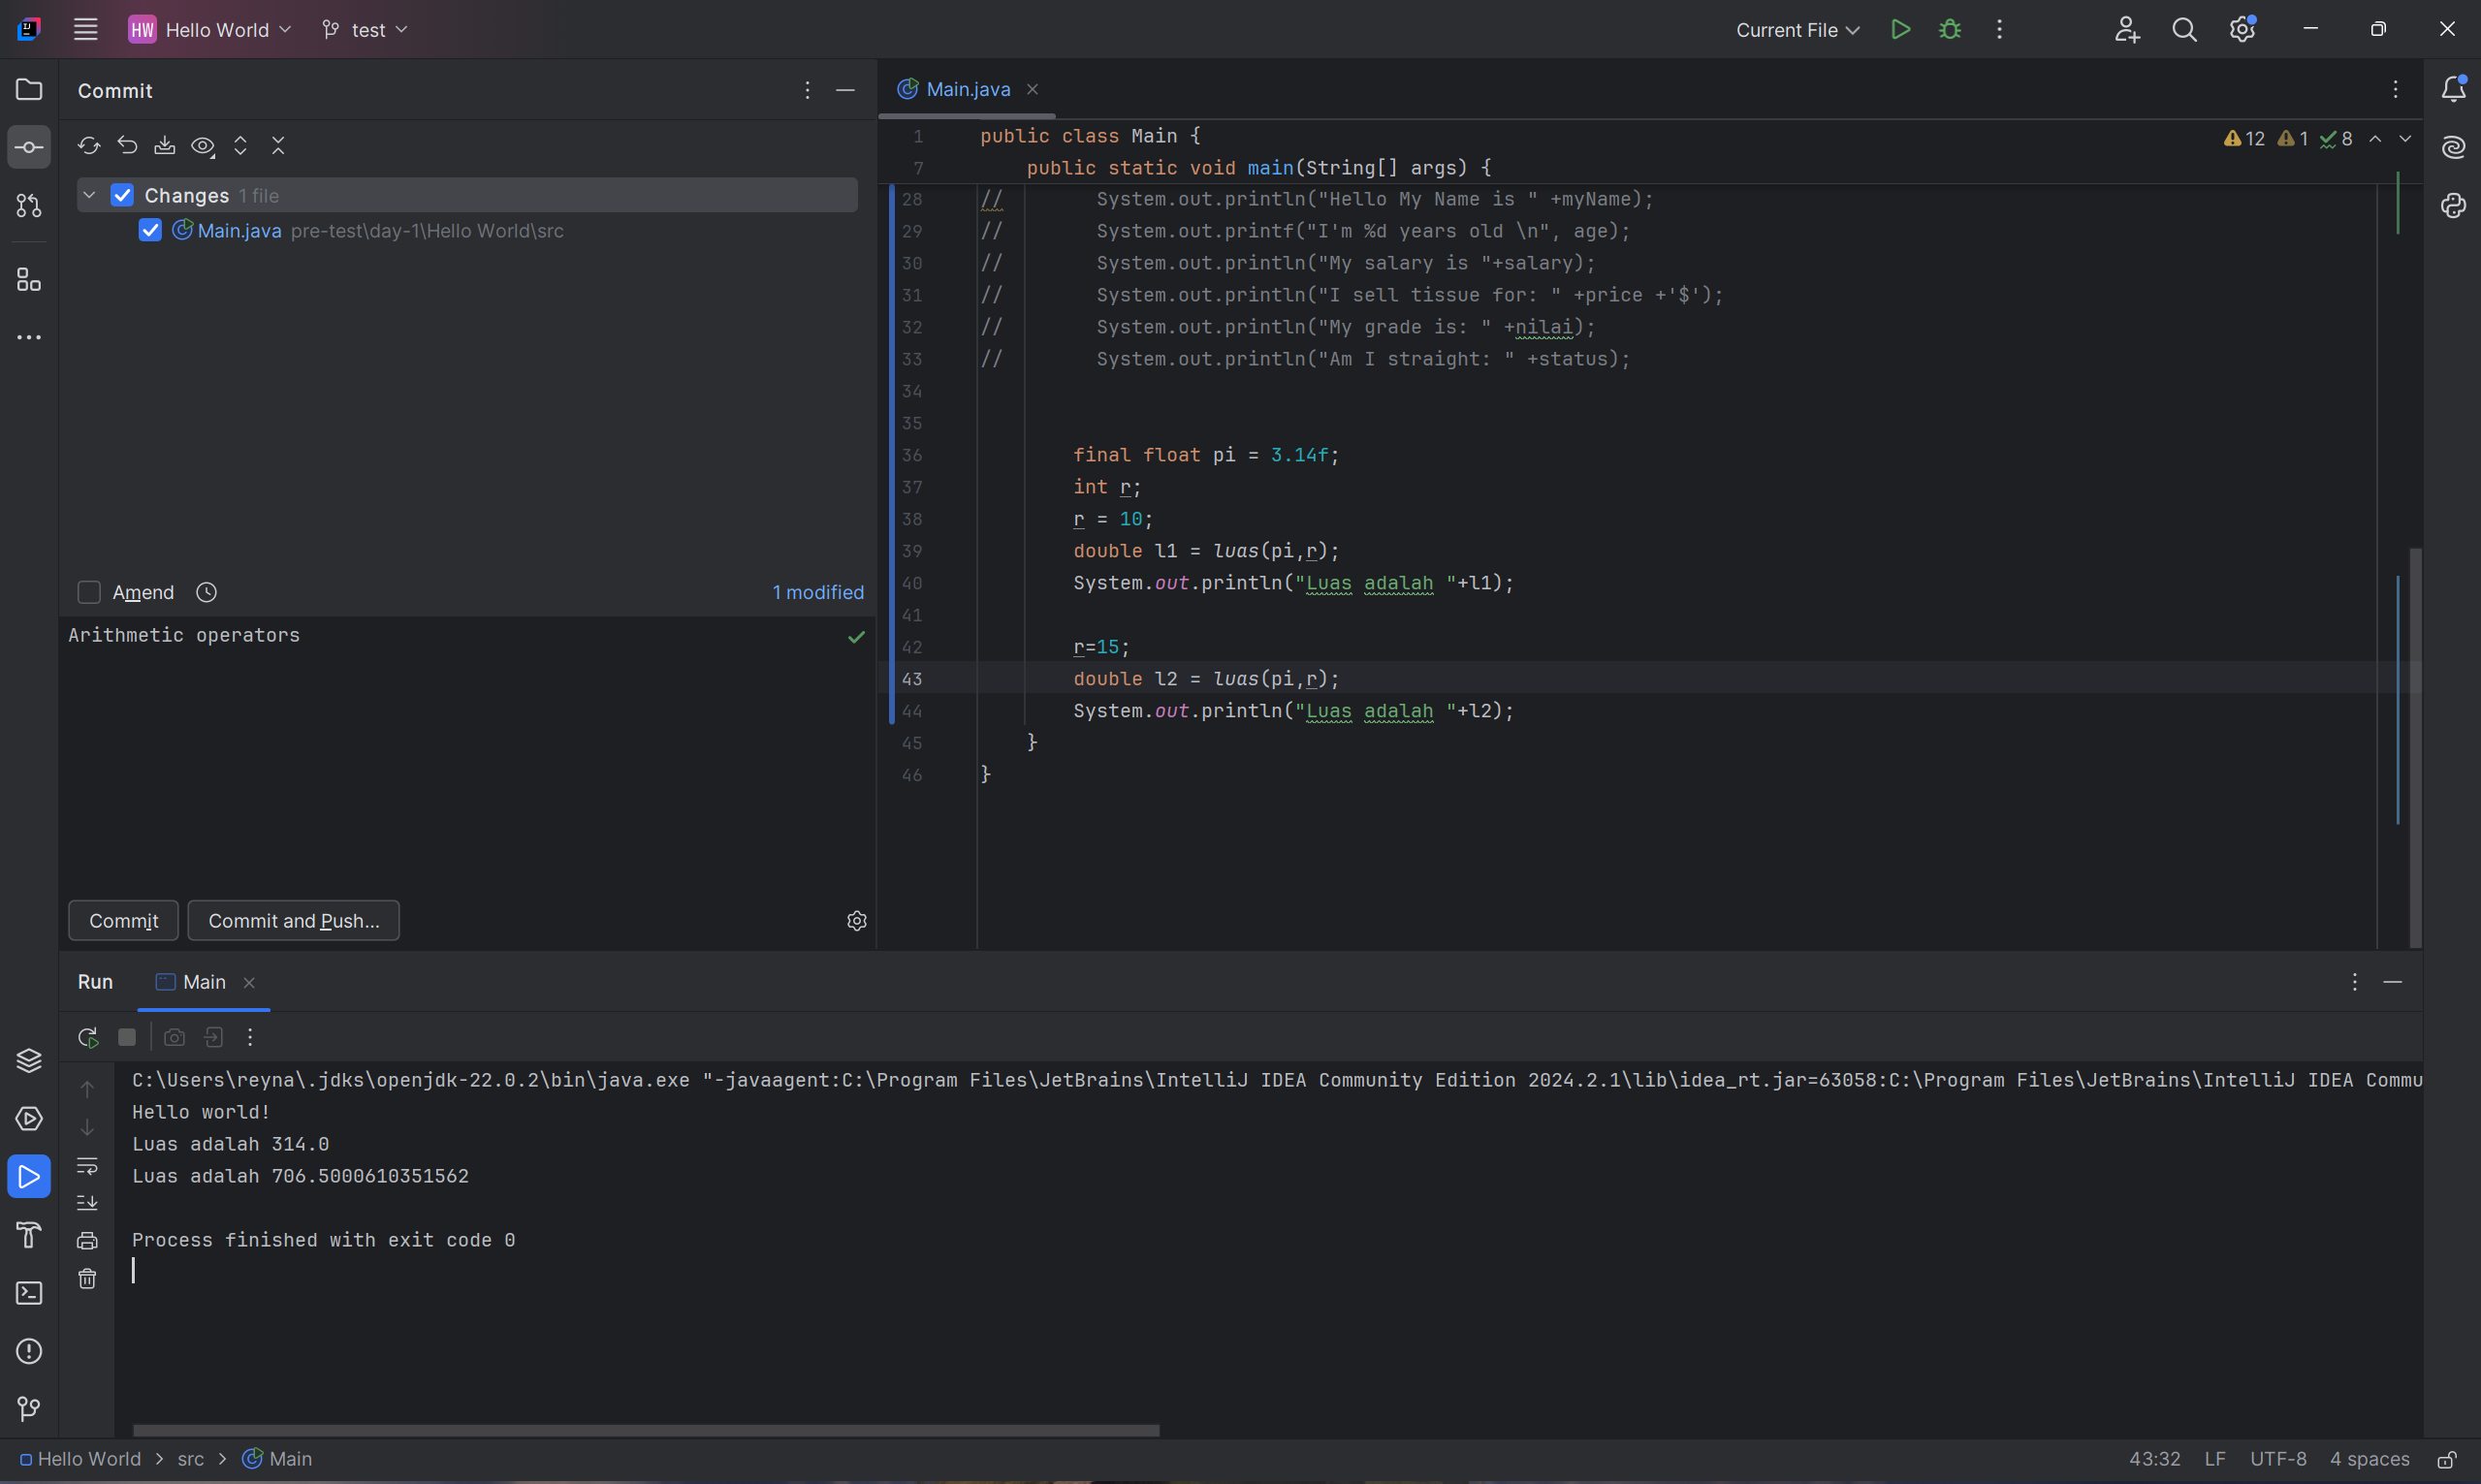 HW Hello World test Current File
Commit
Changes 1 file
Main.java pre-test\day-1\Hello World\src
Amend 1 modified
Arithmetic operators
Commit Commit and Push...
Main.java
12 1 8
1 public class Main {
7 public static void main(String[] args) {
28 // System.out.println("Hello My Name is " +myName);
29 // System.out.printf("I'm %d years old \n", age);
30 // System.out.println("My salary is "+salary);
31 // System.out.println("I sell tissue for: " +price +'$');
32 // System.out.println("My grade is: " +nilai);
33 // System.out.println("Am I straight: " +status);
34
35
36 final float pi = 3.14f;
37 int r;
38 r = 10;
39 double l1 = luas(pi,r);
40 System.out.println("Luas adalah "+l1);
41
42 r=15;
43 double l2 = luas(pi,r);
44 System.out.println("Luas adalah "+l2);
45 }
46 }
Run Main
C:\Users\reyna\.jdks\openjdk-22.0.2\bin\java.exe "-javaagent:C:\Program Files\JetBrains\IntelliJ IDEA Community Edition 2024.2.1\lib\idea_rt.jar=63058:C:\Program Files\JetBrains\IntelliJ IDEA Commu
Hello world!
Luas adalah 314.0
Luas adalah 706.5000610351562
Process finished with exit code 0
Hello World > src > Main 43:32 LF UTF-8 4 spaces